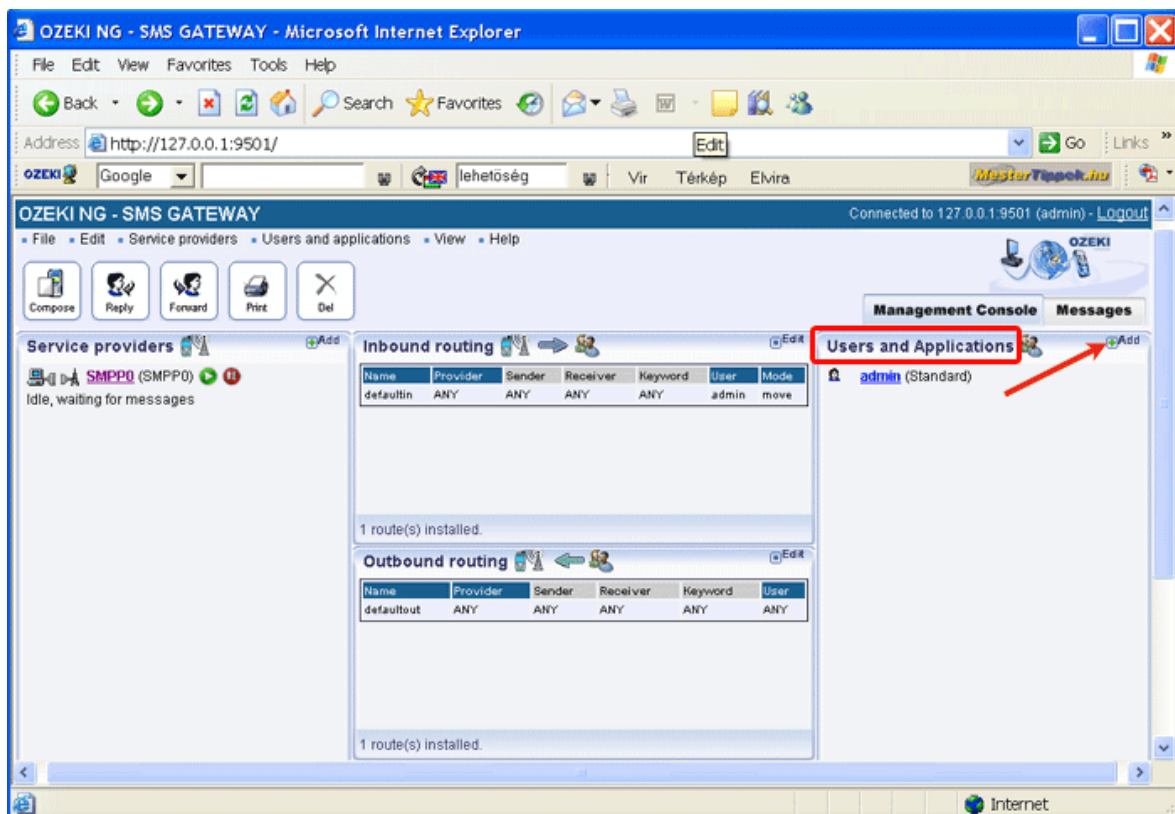 OZEKI NG - SMS GATEWAY - Microsoft Internet Explorer
File Edit View Favorites Tools Help
Back Search Favorites
Address http://127.0.0.1:9501/ Edit Go Links »
OZEKI Google lehetöség Vir Térkép Elvira MesterTippek.hu
OZEKI NG - SMS GATEWAY Connected to 127.0.0.1:9501 (admin) - Logout
File Edit Service providers Users and applications View Help
OZEKI
Compose Reply Forward Print Del
Management Console Messages
Service providers Add
SMPP0 (SMPP0)
Idle, waiting for messages
Inbound routing Edit
Name Provider Sender Receiver Keyword User Mode
defaultin ANY ANY ANY ANY admin move
1 route(s) installed.
Outbound routing Edit
Name Provider Sender Receiver Keyword User
defaultout ANY ANY ANY ANY ANY
1 route(s) installed.
Users and Applications Add
admin (Standard)
Internet